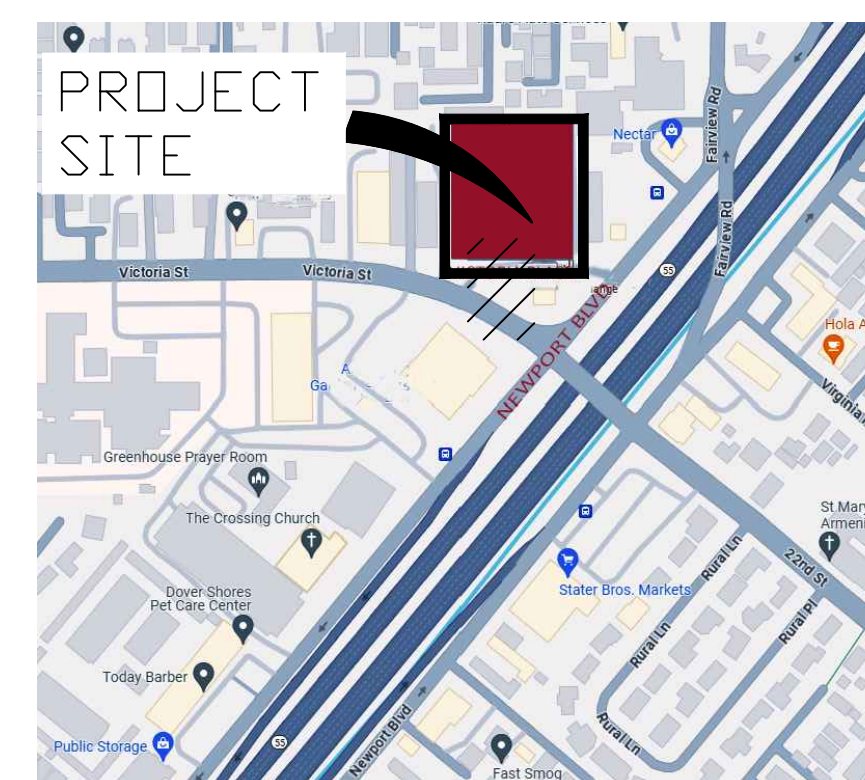 PROJECT
SITE
Nectar
Fairview Rd
Fairview Rd
55
Victoria St
Victoria St
NEWPORT BLVD
Hola A
Virginia
Greenhouse Prayer Room
The Crossing Church
St Mary
Armeni
22nd St
Rural Ln
Stater Bros. Markets
Dover Shores
Pet Care Center
Rural Pl
Rural Ln
Today Barber
Rural Ln
Newport Blvd
Public Storage
55
Fast Smog